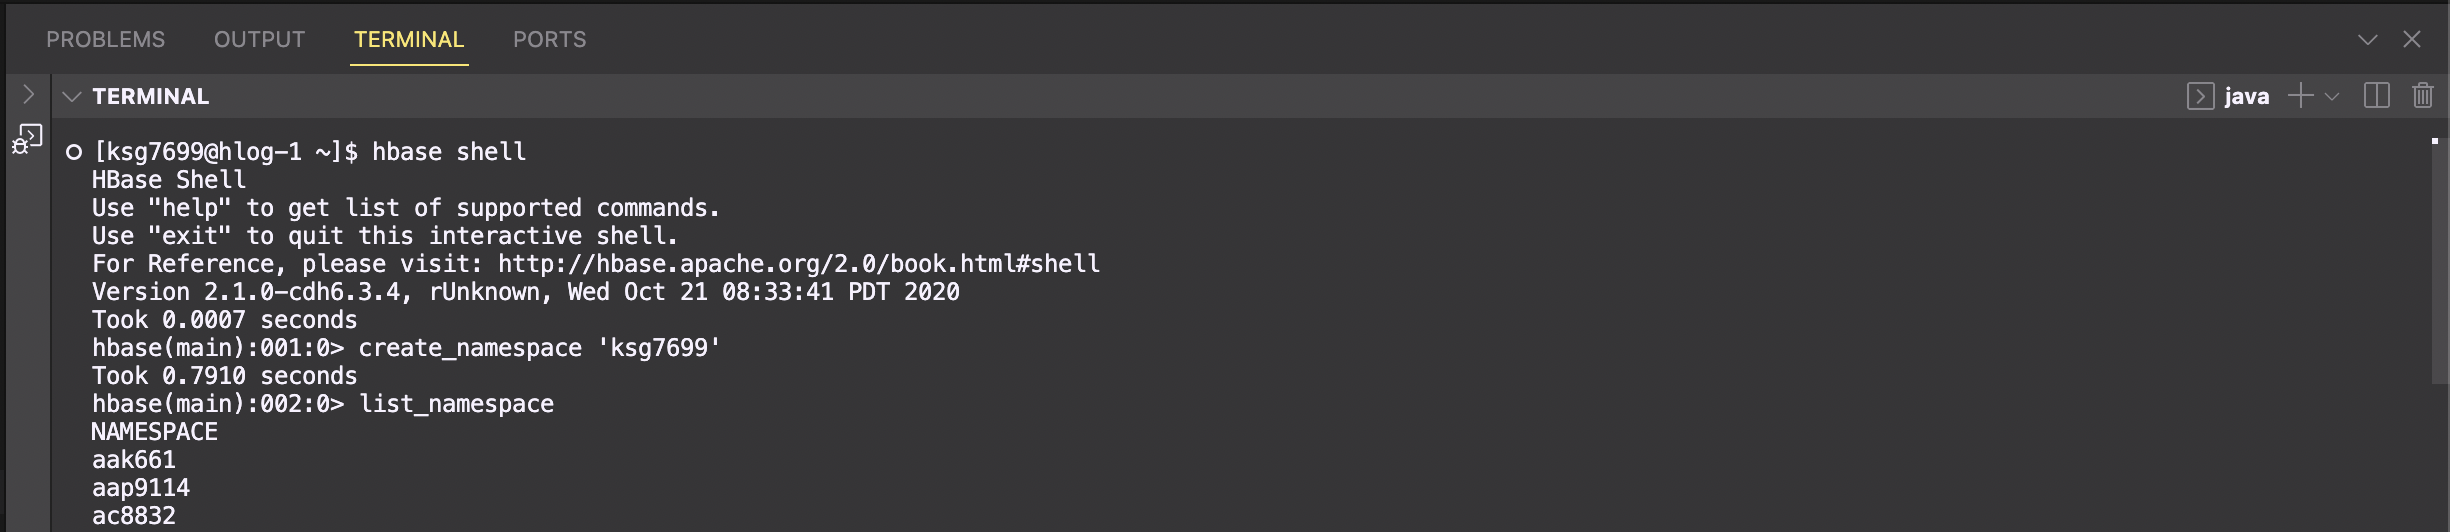 PROBLEMS OUTPUT TERMINAL PORTS
TERMINAL java
[ksg7699@hlog-1 ~]$ hbase shell
HBase Shell
Use "help" to get list of supported commands.
Use "exit" to quit this interactive shell.
For Reference, please visit: http://hbase.apache.org/2.0/book.html#shell
Version 2.1.0-cdh6.3.4, rUnknown, Wed Oct 21 08:33:41 PDT 2020
Took 0.0007 seconds
hbase(main):001:0> create_namespace 'ksg7699'
Took 0.7910 seconds
hbase(main):002:0> list_namespace
NAMESPACE
aak661
aap9114
ac8832